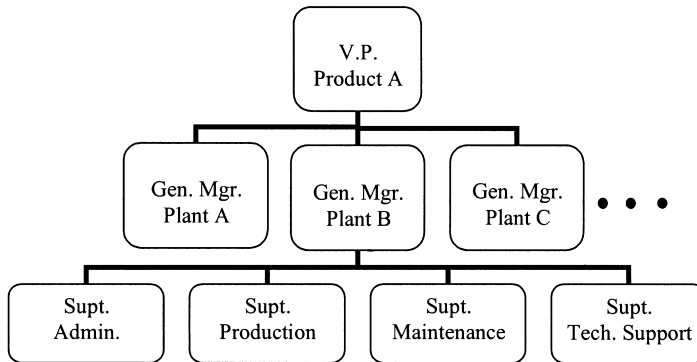 V.P.
Product A
Gen. Mgr.
Plant A
Gen. Mgr.
Plant B
Gen. Mgr.
Plant C
Supt.
Admin.
Supt.
Production
Supt.
Maintenance
Supt.
Tech. Support